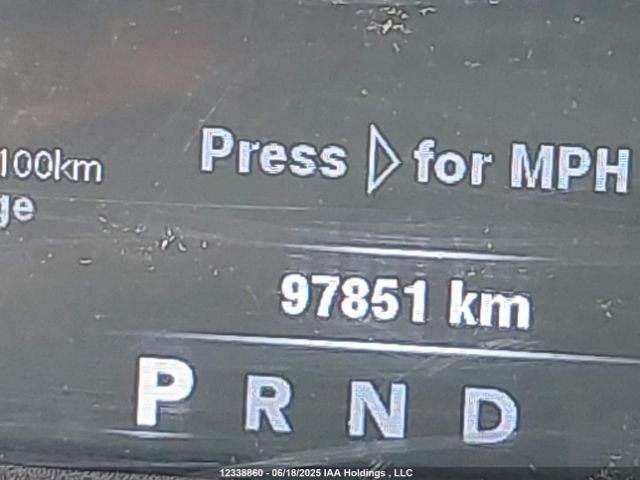 Press ▷ for MPH
100km
ge
97851 km
P R N D
12338860 - 06/18/2025 IAA Holdings , LLC